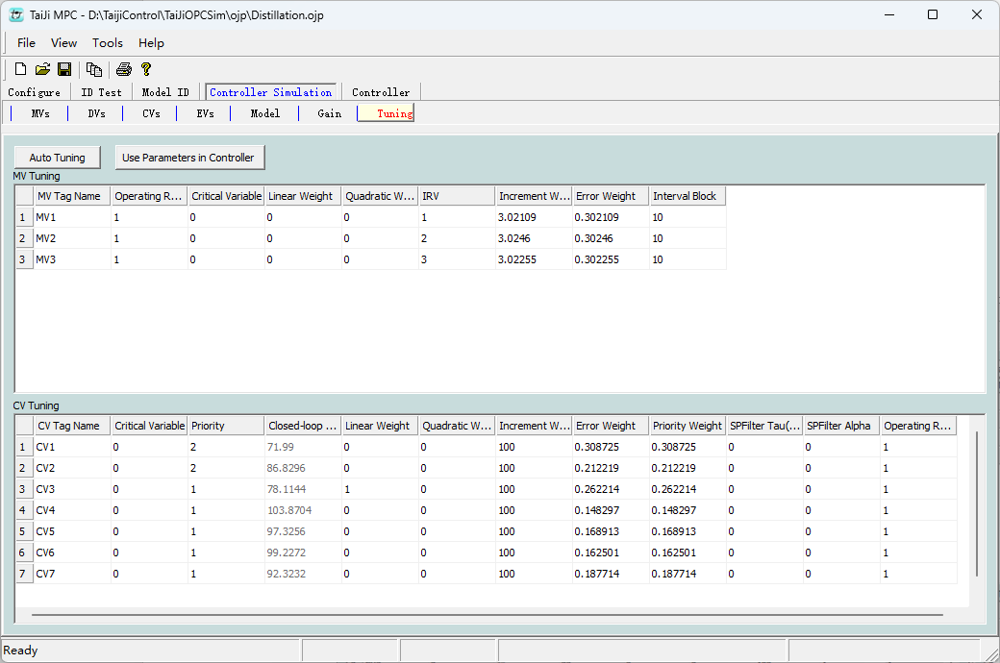 TaiJi MPC - D:\TaijiControl\TaiJiOPCSim\ojp\Distillation.ojp
File View Tools Help
Configure ID Test Model ID Controller Simulation Controller
MVs DVs CVs EVs Model Gain Tuning
Auto Tuning Use Parameters in Controller
MV Tuning
MV Tag Name Operating R... Critical Variable Linear Weight Quadratic W... IRV Increment W... Error Weight Interval Block
1 MV1 1 0 0 0 1 3.02109 0.302109 10
2 MV2 1 0 0 0 2 3.0246 0.30246 10
3 MV3 1 0 0 0 3 3.02255 0.302255 10
CV Tuning
CV Tag Name Critical Variable Priority Closed-loop ... Linear Weight Quadratic W... Increment W... Error Weight Priority Weight SPFilter Tau(... SPFilter Alpha Operating R...
1 CV1 0 2 71.99 0 0 100 0.308725 0.308725 0 0 1
2 CV2 0 2 86.8296 0 0 100 0.212219 0.212219 0 0 1
3 CV3 0 1 78.1144 1 0 100 0.262214 0.262214 0 0 1
4 CV4 0 1 103.8704 0 0 100 0.148297 0.148297 0 0 1
5 CV5 0 1 97.3256 0 0 100 0.168913 0.168913 0 0 1
6 CV6 0 1 99.2272 0 0 100 0.162501 0.162501 0 0 1
7 CV7 0 1 92.3232 0 0 100 0.187714 0.187714 0 0 1
Ready